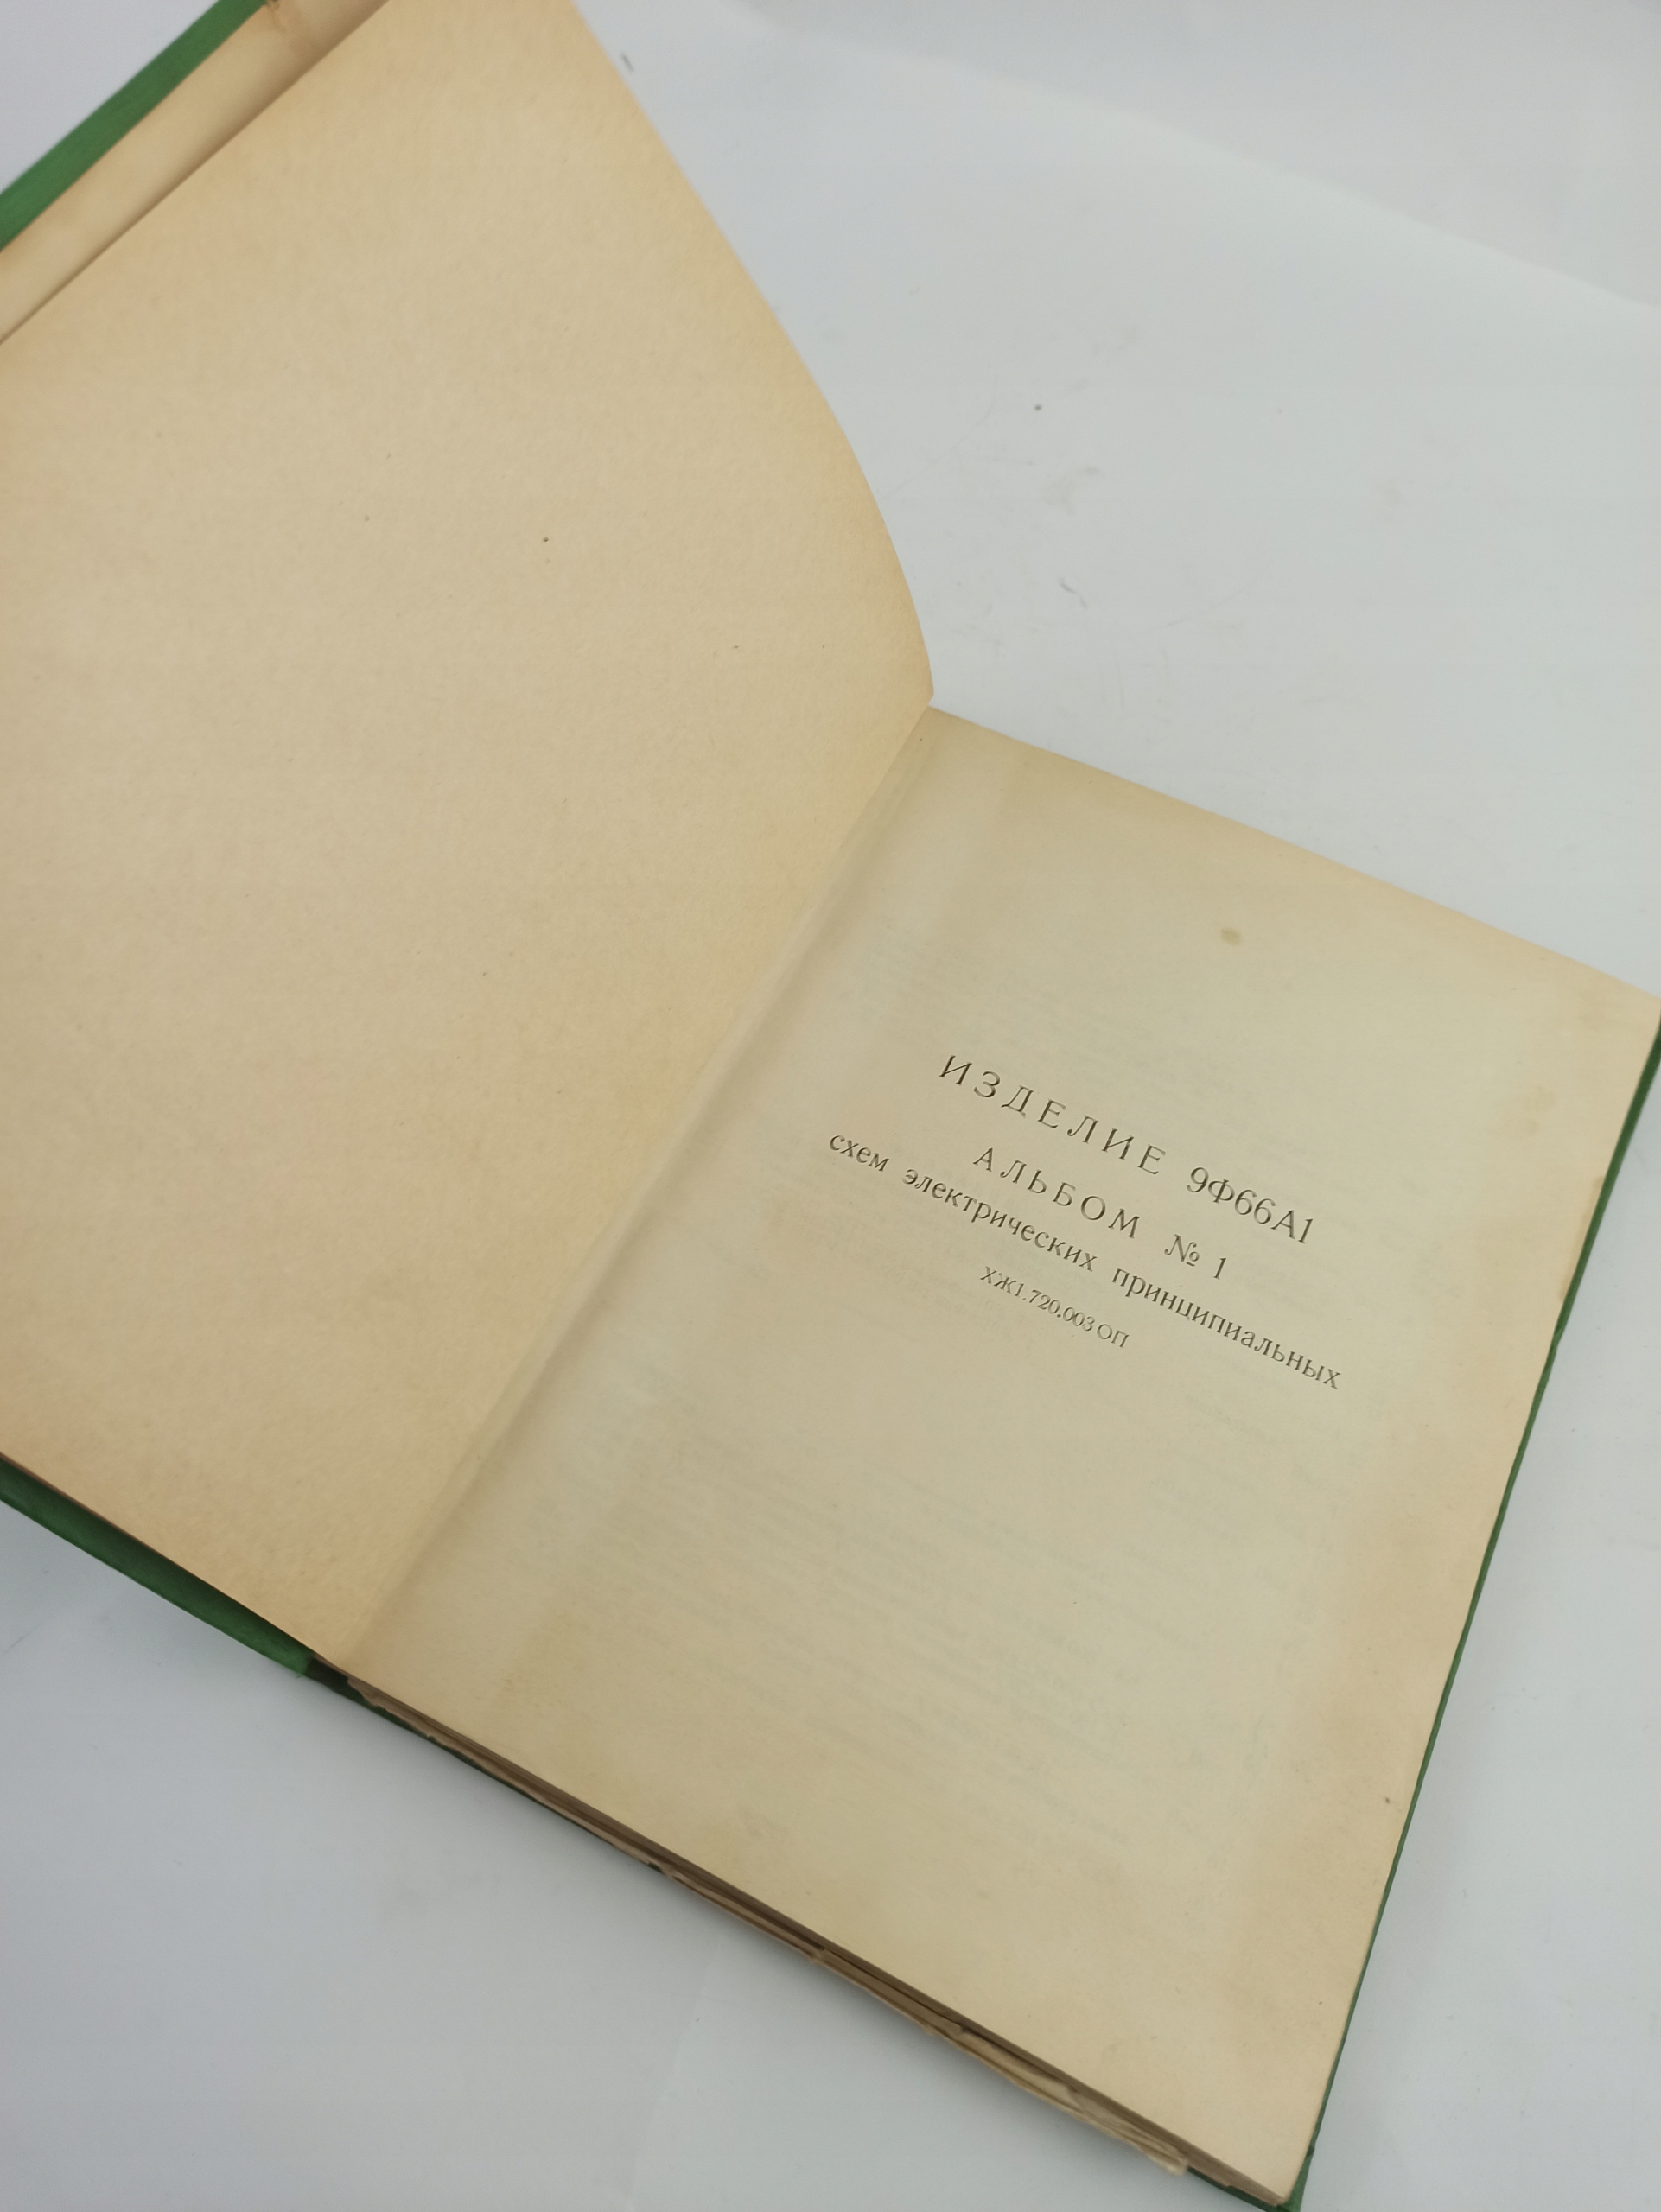 ИЗДЕЛИЕ 9Ф66А1
АЛЬБОМ № 1
схем электрических принципиальных
ХЖ1.720.003 ОП